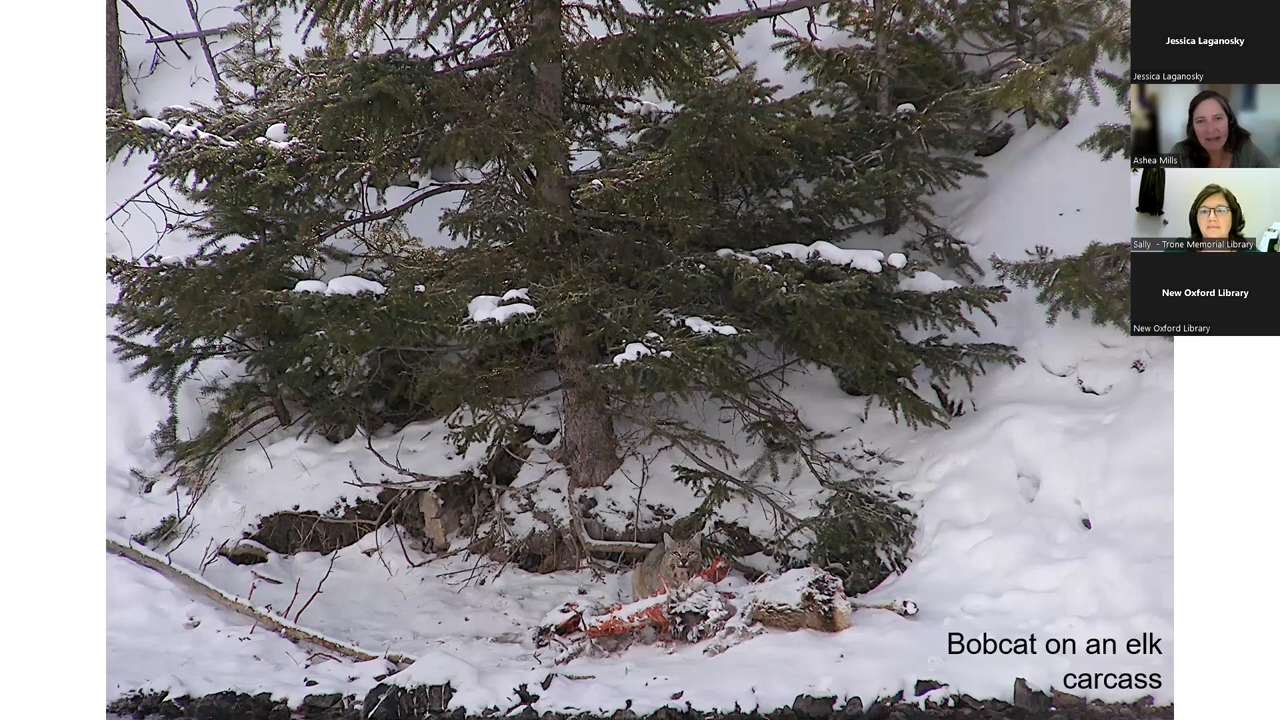 Jessica Laganosky
Jessica Laganosky
Ashea Mills
Sally - Trone Memorial Library
New Oxford Library
New Oxford Library
Bobcat on an elk
carcass